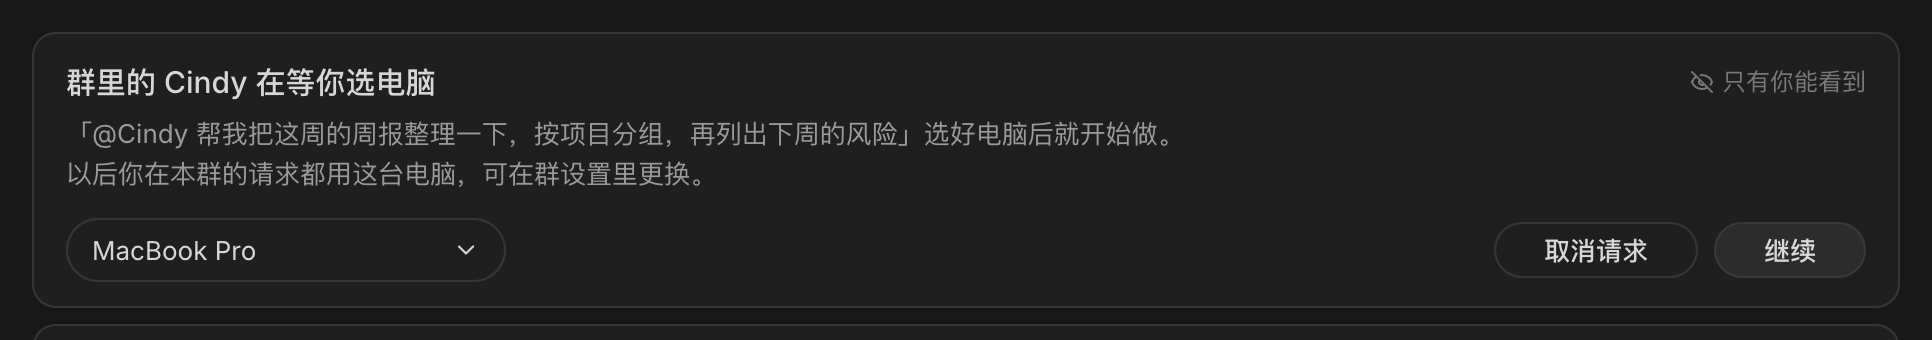 群里的 Cindy 在等你选电脑
只有你能看到
「@Cindy 帮我把这周的周报整理一下，按项目分组，再列出下周的风险」选好电脑后就开始做。
以后你在本群的请求都用这台电脑，可在群设置里更换。
MacBook Pro
取消请求
继续